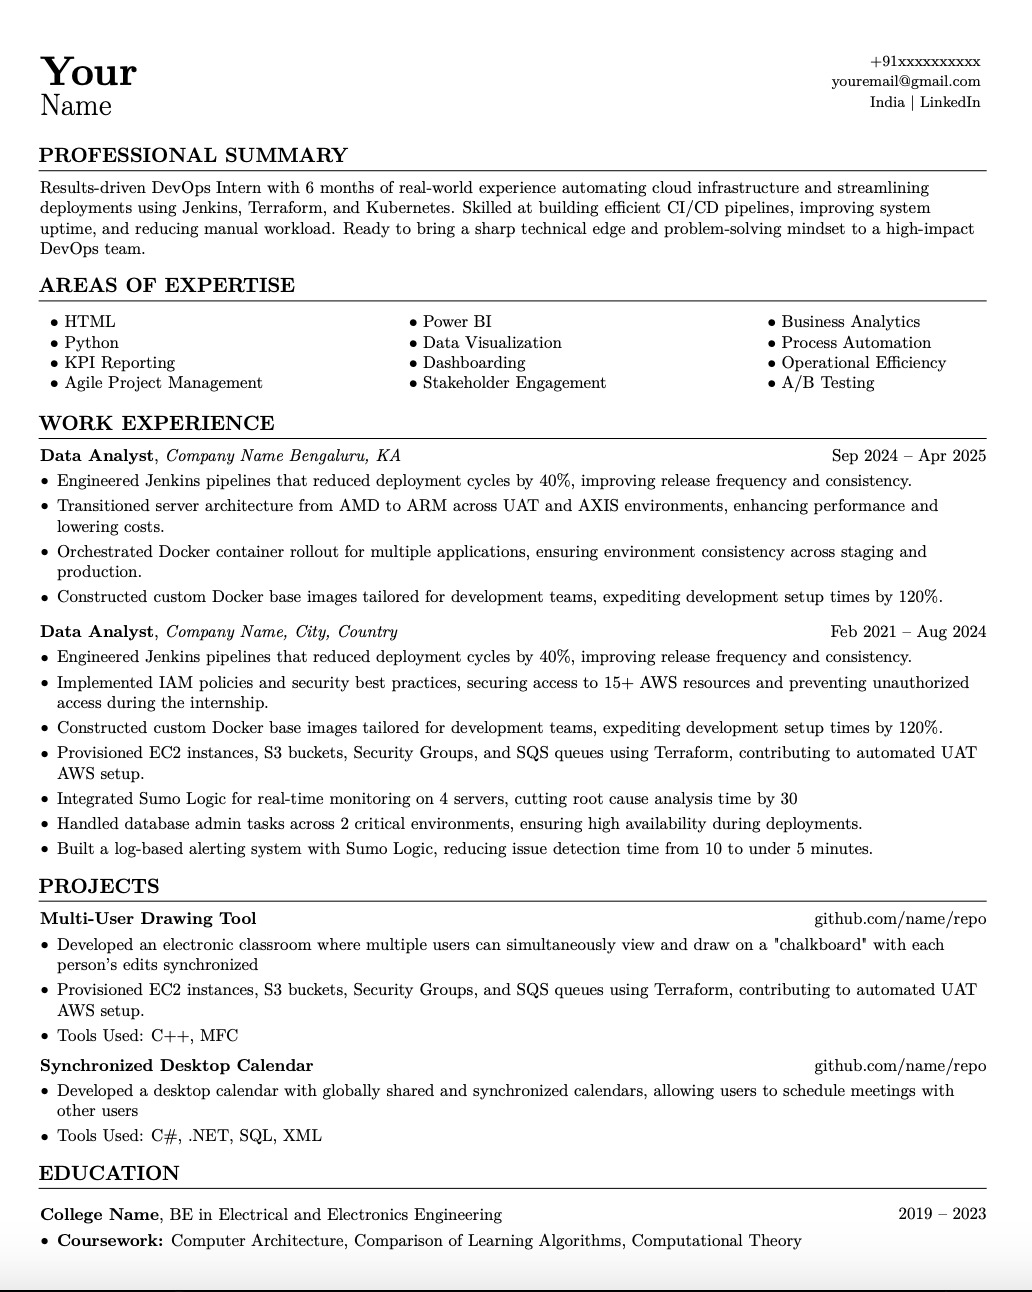 Your
Name
+91xxxxxxxxxx
youremail@gmail.com
India | LinkedIn
PROFESSIONAL SUMMARY
Results-driven DevOps Intern with 6 months of real-world experience automating cloud infrastructure and streamlining
deployments using Jenkins, Terraform, and Kubernetes. Skilled at building efficient CI/CD pipelines, improving system
uptime, and reducing manual workload. Ready to bring a sharp technical edge and problem-solving mindset to a high-impact
DevOps team.
AREAS OF EXPERTISE
• HTML
• Python
• KPI Reporting
• Agile Project Management
• Power BI
• Data Visualization
• Dashboarding
• Stakeholder Engagement
• Business Analytics
• Process Automation
• Operational Efficiency
• A/B Testing
WORK EXPERIENCE
Data Analyst, Company Name Bengaluru, KA Sep 2024 – Apr 2025
• Engineered Jenkins pipelines that reduced deployment cycles by 40%, improving release frequency and consistency.
• Transitioned server architecture from AMD to ARM across UAT and AXIS environments, enhancing performance and
lowering costs.
• Orchestrated Docker container rollout for multiple applications, ensuring environment consistency across staging and
production.
• Constructed custom Docker base images tailored for development teams, expediting development setup times by 120%.
Data Analyst, Company Name, City, Country Feb 2021 – Aug 2024
• Engineered Jenkins pipelines that reduced deployment cycles by 40%, improving release frequency and consistency.
• Implemented IAM policies and security best practices, securing access to 15+ AWS resources and preventing unauthorized
access during the internship.
• Constructed custom Docker base images tailored for development teams, expediting development setup times by 120%.
• Provisioned EC2 instances, S3 buckets, Security Groups, and SQS queues using Terraform, contributing to automated UAT
AWS setup.
• Integrated Sumo Logic for real-time monitoring on 4 servers, cutting root cause analysis time by 30
• Handled database admin tasks across 2 critical environments, ensuring high availability during deployments.
• Built a log-based alerting system with Sumo Logic, reducing issue detection time from 10 to under 5 minutes.
PROJECTS
Multi-User Drawing Tool github.com/name/repo
• Developed an electronic classroom where multiple users can simultaneously view and draw on a "chalkboard" with each
person's edits synchronized
• Provisioned EC2 instances, S3 buckets, Security Groups, and SQS queues using Terraform, contributing to automated UAT
AWS setup.
• Tools Used: C++, MFC
Synchronized Desktop Calendar github.com/name/repo
• Developed a desktop calendar with globally shared and synchronized calendars, allowing users to schedule meetings with
other users
• Tools Used: C#, .NET, SQL, XML
EDUCATION
College Name, BE in Electrical and Electronics Engineering 2019 – 2023
• Coursework: Computer Architecture, Comparison of Learning Algorithms, Computational Theory